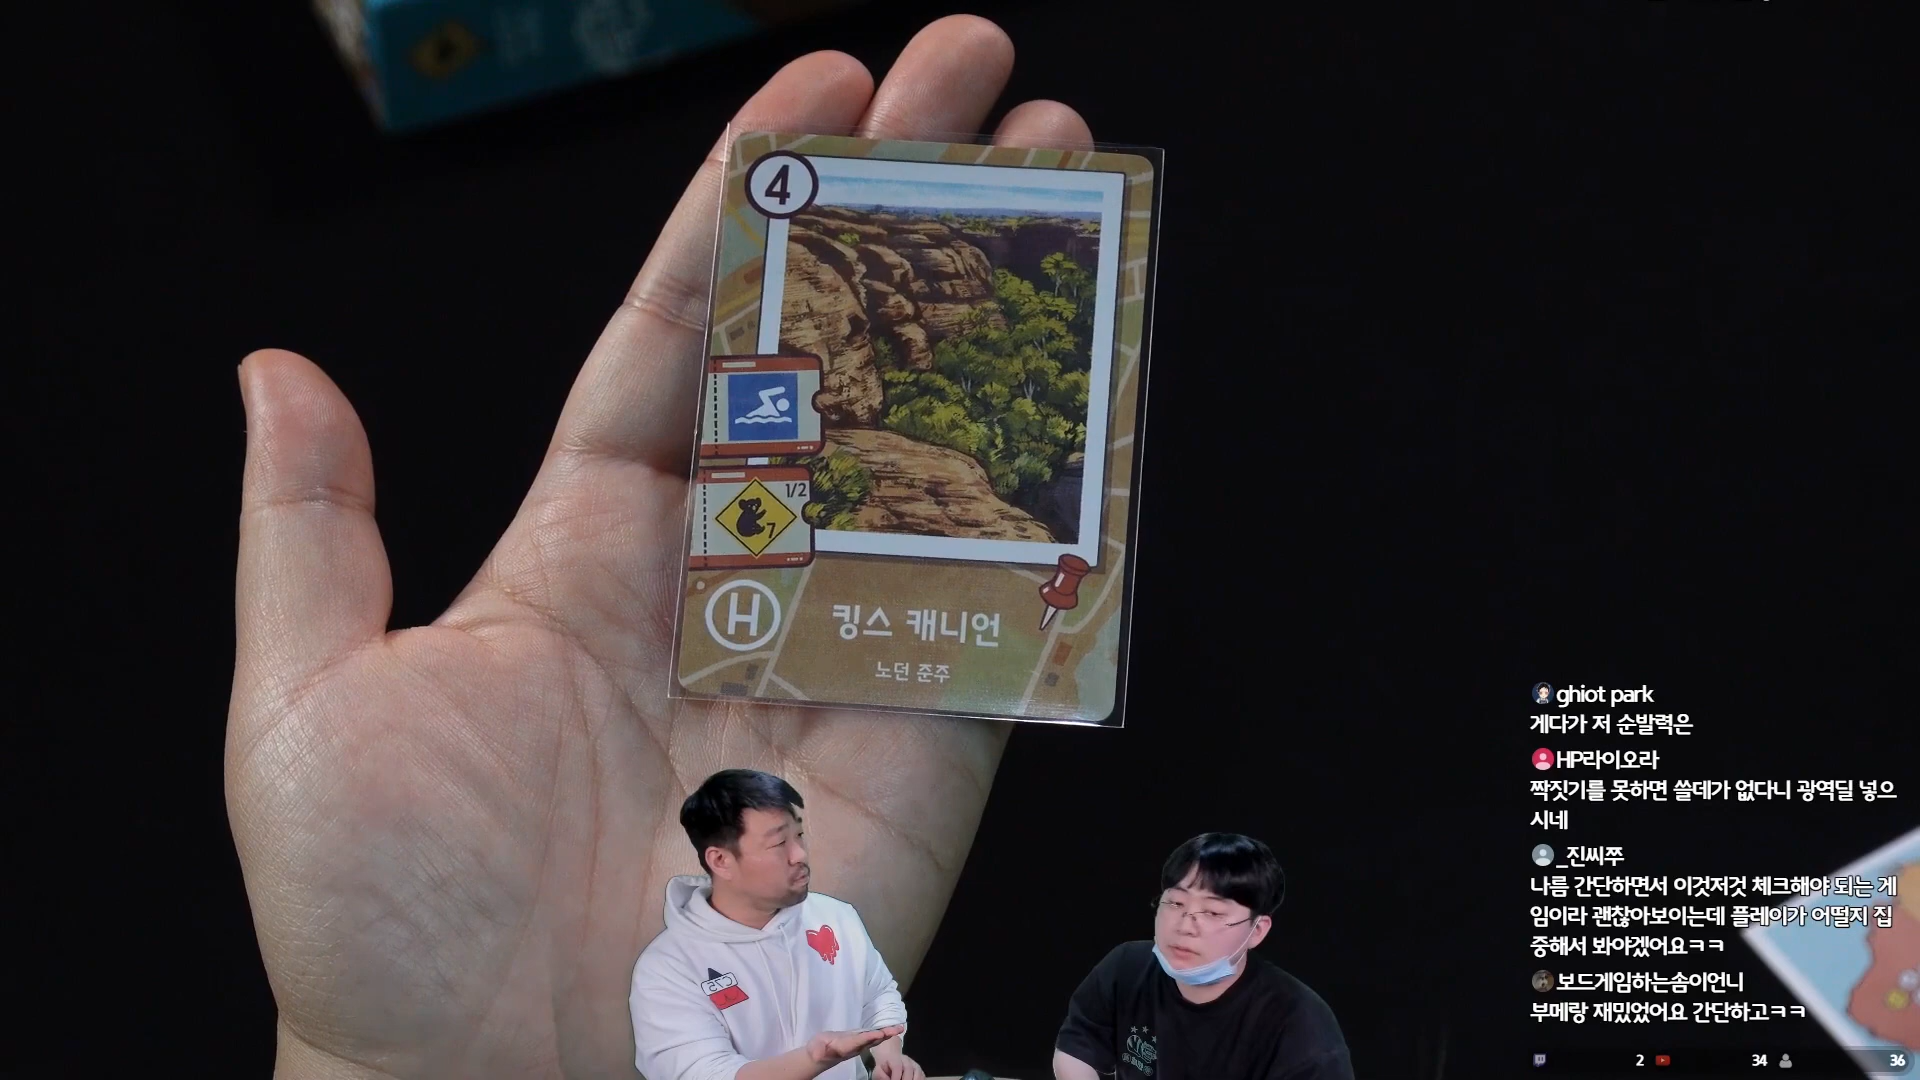 4
1/2
7
H
킹스 캐니언
노던 준주
ghiot park
게다가 저 순발력은
HP라이오라
짝짓기를 못하면 쓸데가 없다니 광역딜 넣으
시네
_진씨쭈
나름 간단하면서 이것저것 체크해야 되는 게
임이라 괜찮아보이는데 플레이가 어떨지 집
중해서 봐야겠어요ㅋㅋ
보드게임하는솜이언니
부메랑 재밌었어요 간단하고ㅋㅋ
2 34 36